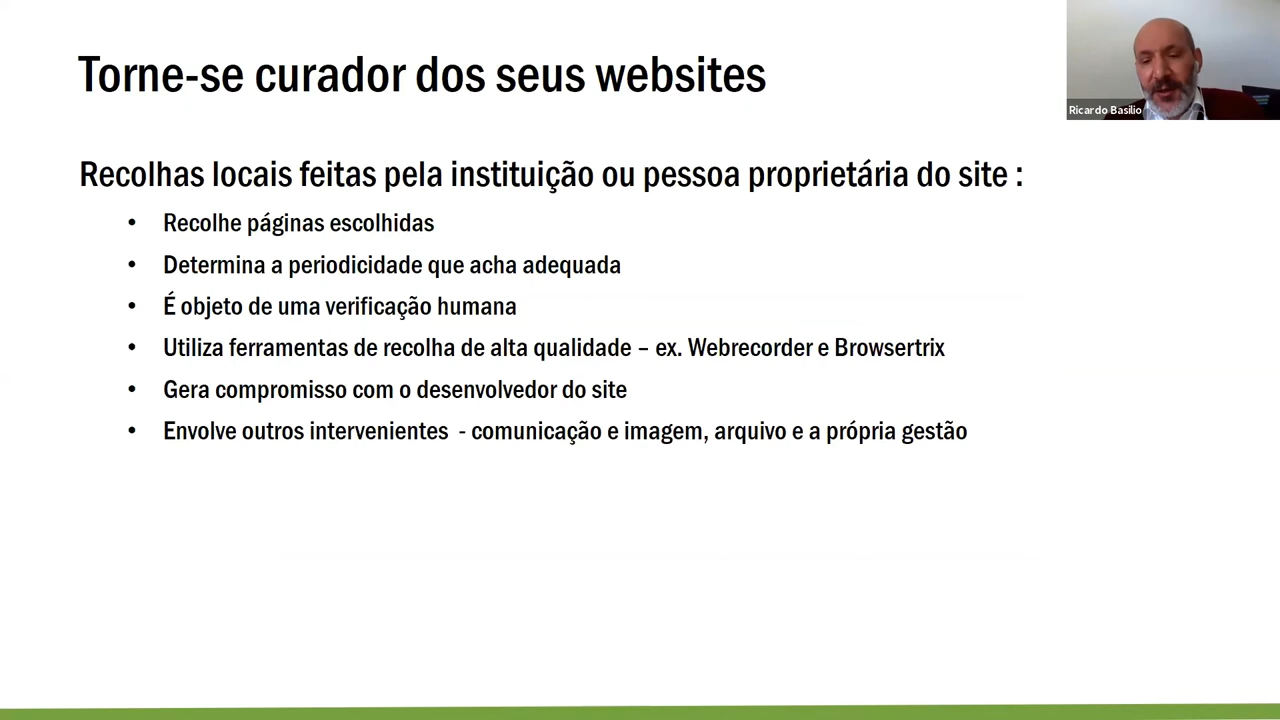 Torne-se curador dos seus websites
Ricardo Basílio
Recolhas locais feitas pela instituição ou pessoa proprietária do site :
• Recolhe páginas escolhidas
• Determina a periodicidade que acha adequada
• É objeto de uma verificação humana
• Utiliza ferramentas de recolha de alta qualidade – ex. Webrecorder e Browsertrix
• Gera compromisso com o desenvolvedor do site
• Envolve outros intervenientes - comunicação e imagem, arquivo e a própria gestão